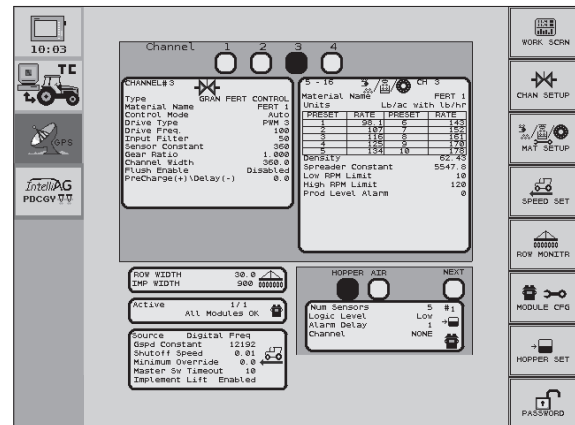 10:03
TC
GPS
IntelliAG
PDCGY
Channel 1 2 3 4
CHANNEL# 3
Type GRAN FERT CONTROL
Material Name FERT 1
Control Mode Auto
Drive Type PWM 3
Drive Freq. 100
Input Filter 50
Sensor Constant 360
Gear Ratio 1.000
Channel Width 360.0
Flush Enable Disabled
PreCharge(+)\Delay(-) 0.0
5 - 16 CH 3
Material Name FERT 1
Units Lb/ac with lb/hr
PRESET RATE PRESET RATE
1 98.1 6 143
2 107 7 152
3 116 8 161
4 125 9 170
5 134 10 178
Density 62.43
Spreader Constant 5547.8
Low RPM Limit 10
High RPM Limit 120
Prod Level Alarm 0
ROW WIDTH 30.0
IMP WIDTH 900
Active 1/1
All Modules OK
Source Digital Freq
Gspd Constant 12192
Shutoff Speed 0.01
Minimum Override 0.0
Master Sw Timeout 10
Implement Lift Enabled
HOPPER AIR NEXT
Num Sensors 5 #1
Logic Level Low
Alarm Delay 1
Channel NONE
WORK SCRN
CHAN SETUP
MAT SETUP
SPEED SET
ROW MONITR
MODULE CFG
HOPPER SET
PASSWORD